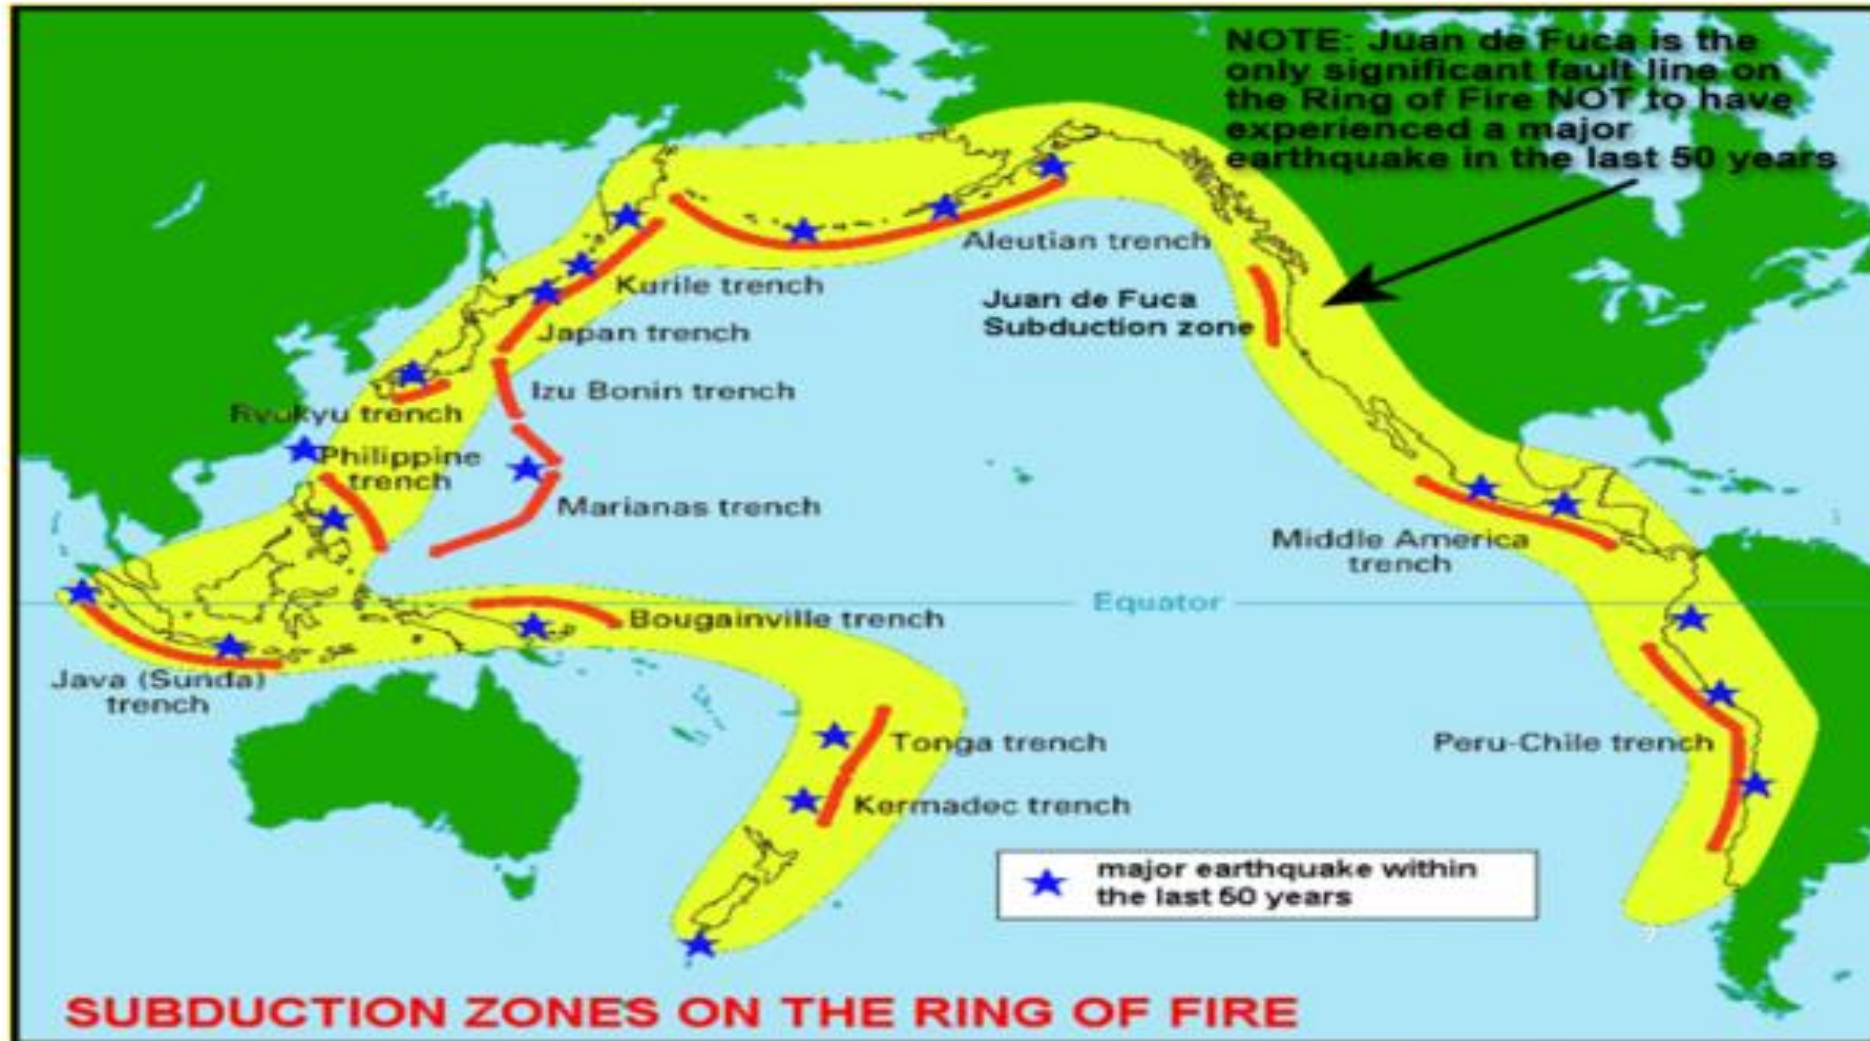 NOTE: Juan de Fuca is the
only significant fault line on
the Ring of Fire NOT to have
experienced a major
earthquake in the last 50 years
Aleutian trench
Kurile trench
Juan de Fuca
Subduction zone
Japan trench
Izu Bonin trench
Ryukyu trench
Philippine
trench
Marianas trench
Middle America
trench
Equator
Bougainville trench
Java (Sunda)
trench
Tonga trench
Peru-Chile trench
Kermadec trench
major earthquake within
the last 50 years
SUBDUCTION ZONES ON THE RING OF FIRE